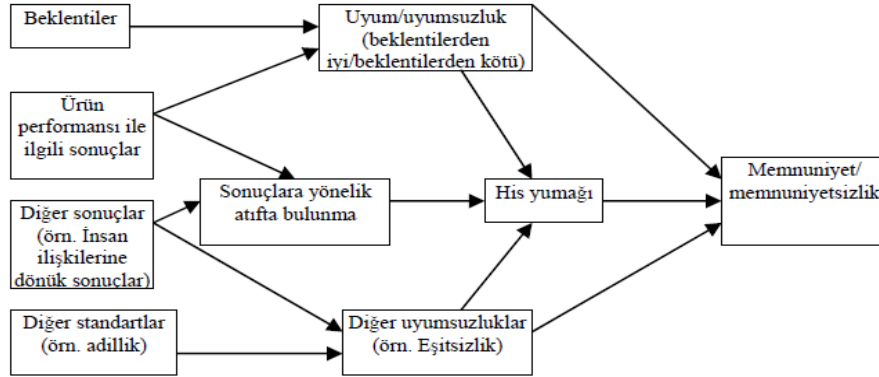 Beklentiler
Uyum/uyumsuzluk
(beklentilerden
iyi/beklentilerden kötü)
Ürün
performansı ile
ilgili sonuçlar
Sonuçlara yönelik
atıfta bulunma
His yumağı
Memnuniyet/
memnuniyetsizlik
Diğer sonuçlar
(örn. İnsan
ilişkilerine
dönük sonuçlar)
Diğer standartlar
(örn. adillik)
Diğer uyumsuzluklar
(örn. Eşitsizlik)